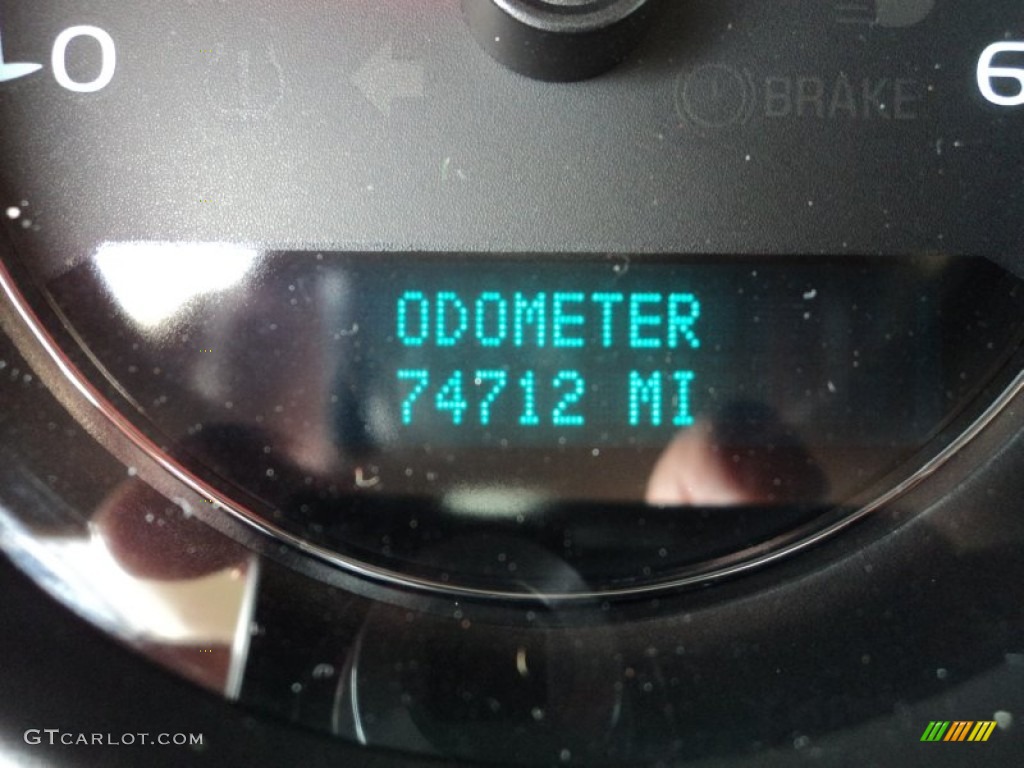 0
6
BRAKE
ODOMETER
74712 MI
GTCARLOT.COM